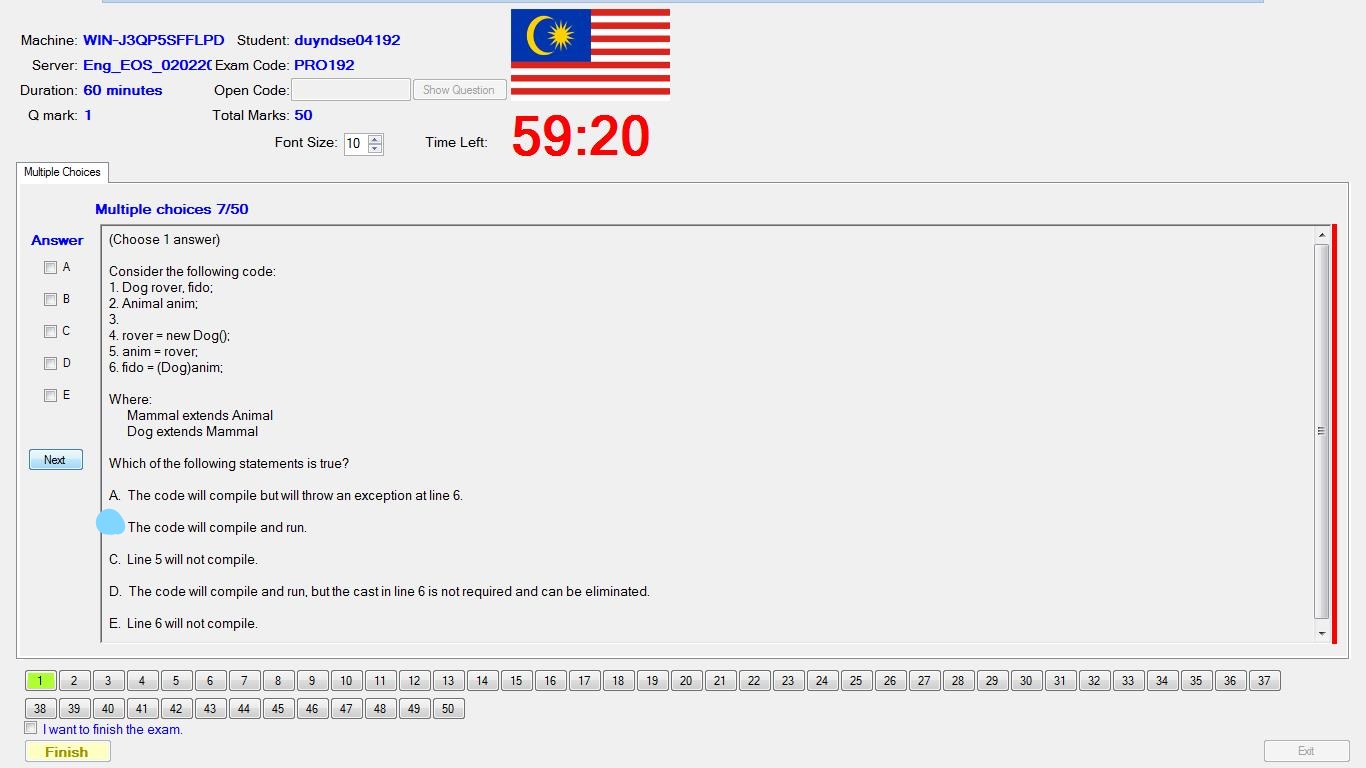 Machine: WIN-J3QP5SFFLPD Student: duyndse04192
Server: Eng_EOS_020220 Exam Code: PRO192
Duration: 60 minutes Open Code: Show Question
Q mark: 1 Total Marks: 50
Font Size: 10 Time Left: 59:20
Multiple Choices
Multiple choices 7/50
Answer
A
B
C
D
E
Next
(Choose 1 answer)
Consider the following code:
1. Dog rover, fido;
2. Animal anim;
3.
4. rover = new Dog();
5. anim = rover;
6. fido = (Dog)anim;
Where:
Mammal extends Animal
Dog extends Mammal
Which of the following statements is true?
A. The code will compile but will throw an exception at line 6.
The code will compile and run.
C. Line 5 will not compile.
D. The code will compile and run, but the cast in line 6 is not required and can be eliminated.
E. Line 6 will not compile.
1 2 3 4 5 6 7 8 9 10 11 12 13 14 15 16 17 18 19 20 21 22 23 24 25 26 27 28 29 30 31 32 33 34 35 36 37
38 39 40 41 42 43 44 45 46 47 48 49 50
I want to finish the exam.
Finish Exit